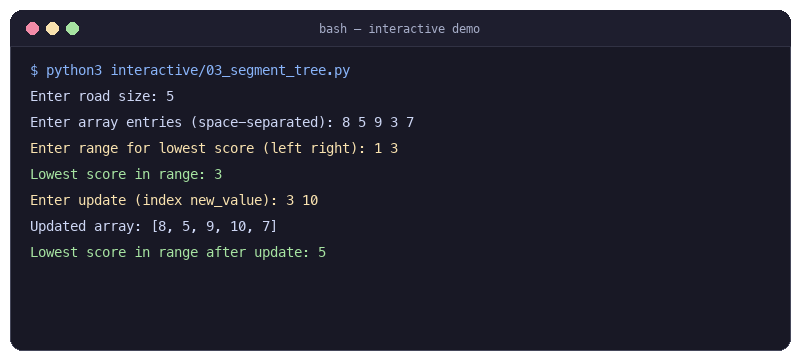 bash — interactive demo
$ python3 interactive/03_segment_tree.py
Enter road size: 5
Enter array entries (space−separated): 8 5 9 3 7
Enter range for lowest score (left right): 1 3
Lowest score in range: 3
Enter update (index new_value): 3 10
Updated array: [8, 5, 9, 10, 7]
Lowest score in range after update: 5